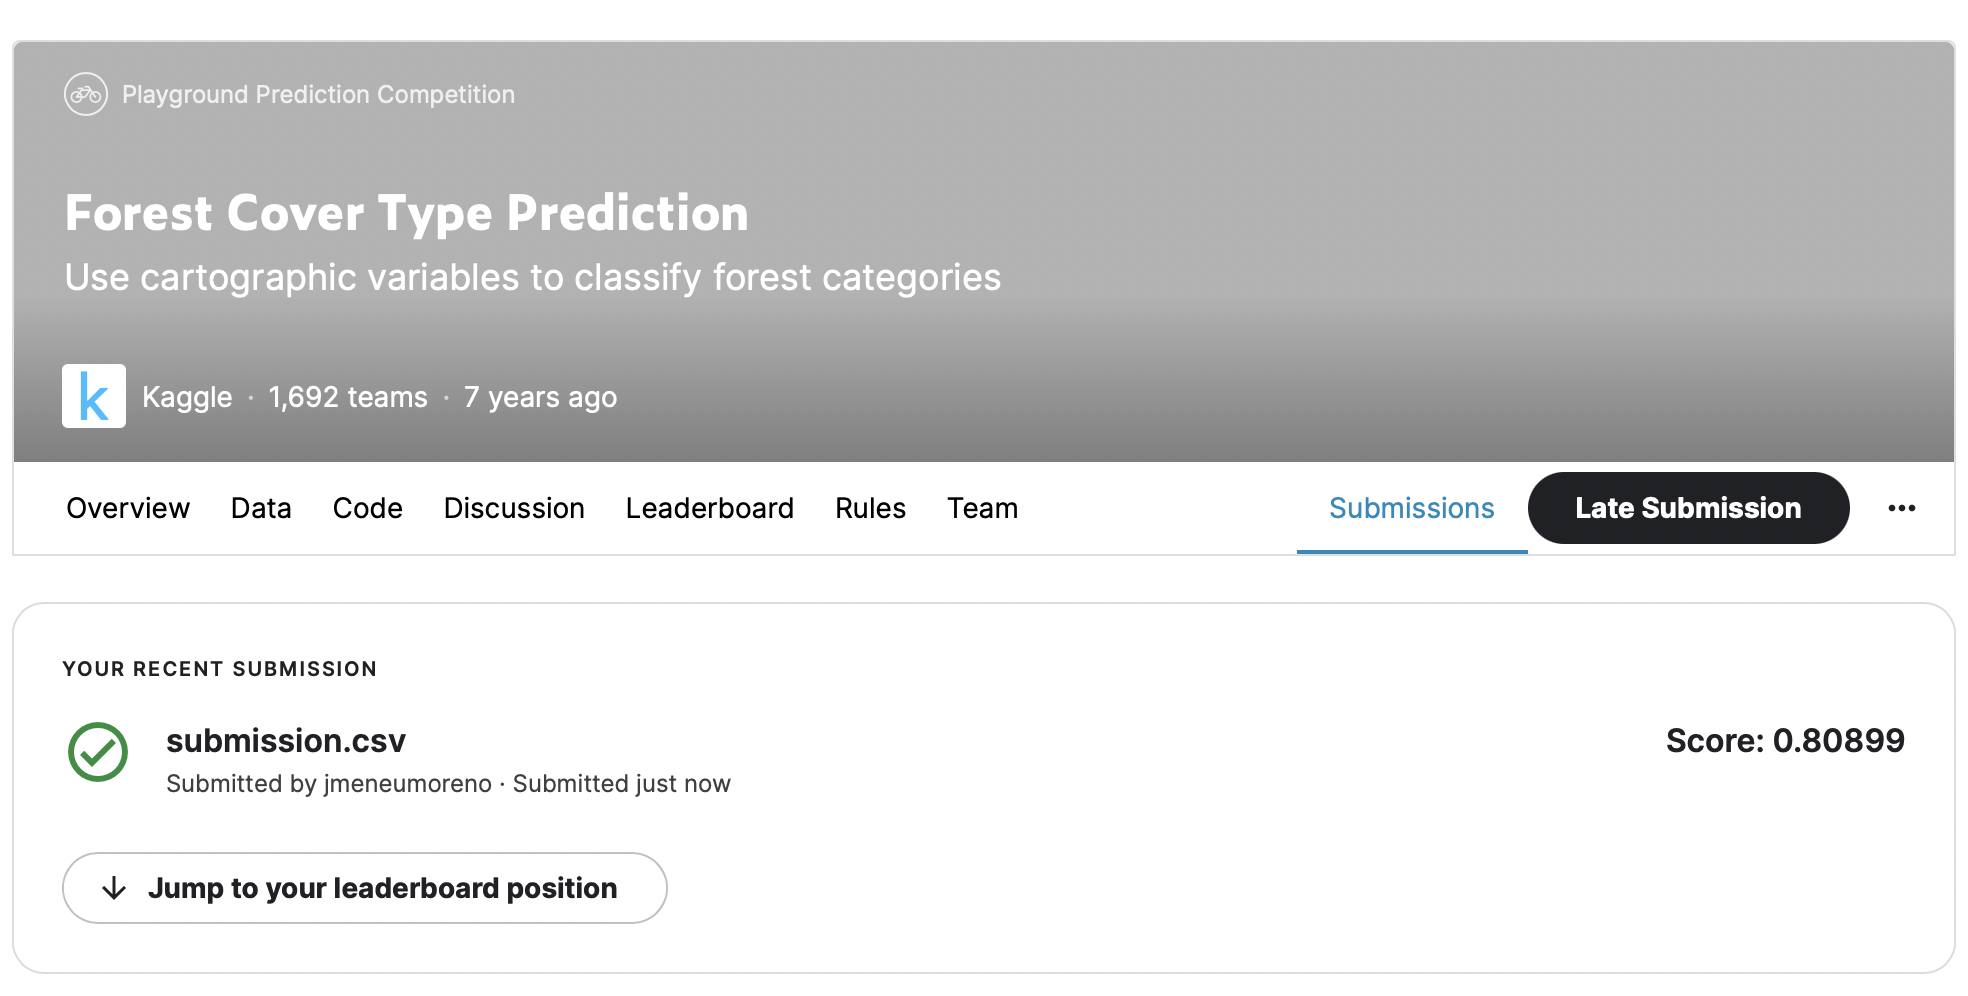 Playground Prediction Competition
Forest Cover Type Prediction
Use cartographic variables to classify forest categories
k Kaggle · 1,692 teams · 7 years ago
Overview Data Code Discussion Leaderboard Rules Team Submissions Late Submission ...
YOUR RECENT SUBMISSION
submission.csv Score: 0.80899
Submitted by jmeneumoreno · Submitted just now
Jump to your leaderboard position